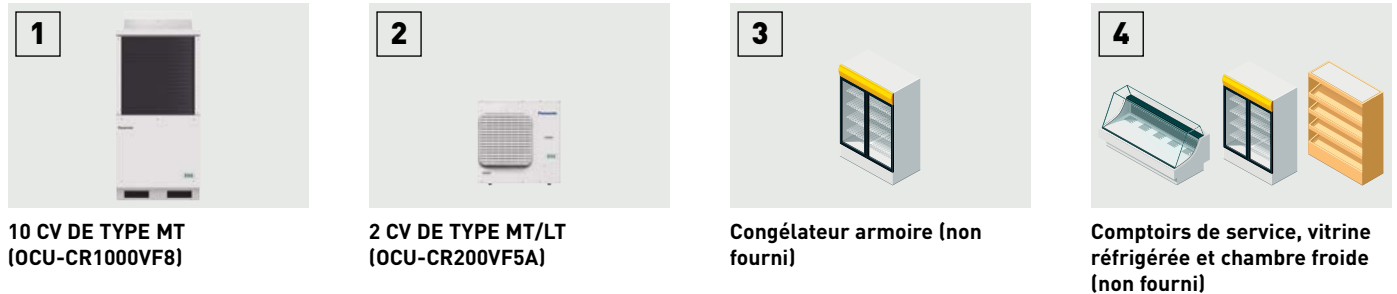 1
10 CV DE TYPE MT
(OCU-CR1000VF8)
2
Panasonic
2 CV DE TYPE MT/LT
(OCU-CR200VF5A)
3
Congélateur armoire (non
fourni)
4
Comptoirs de service, vitrine
réfrigérée et chambre froide
(non fourni)